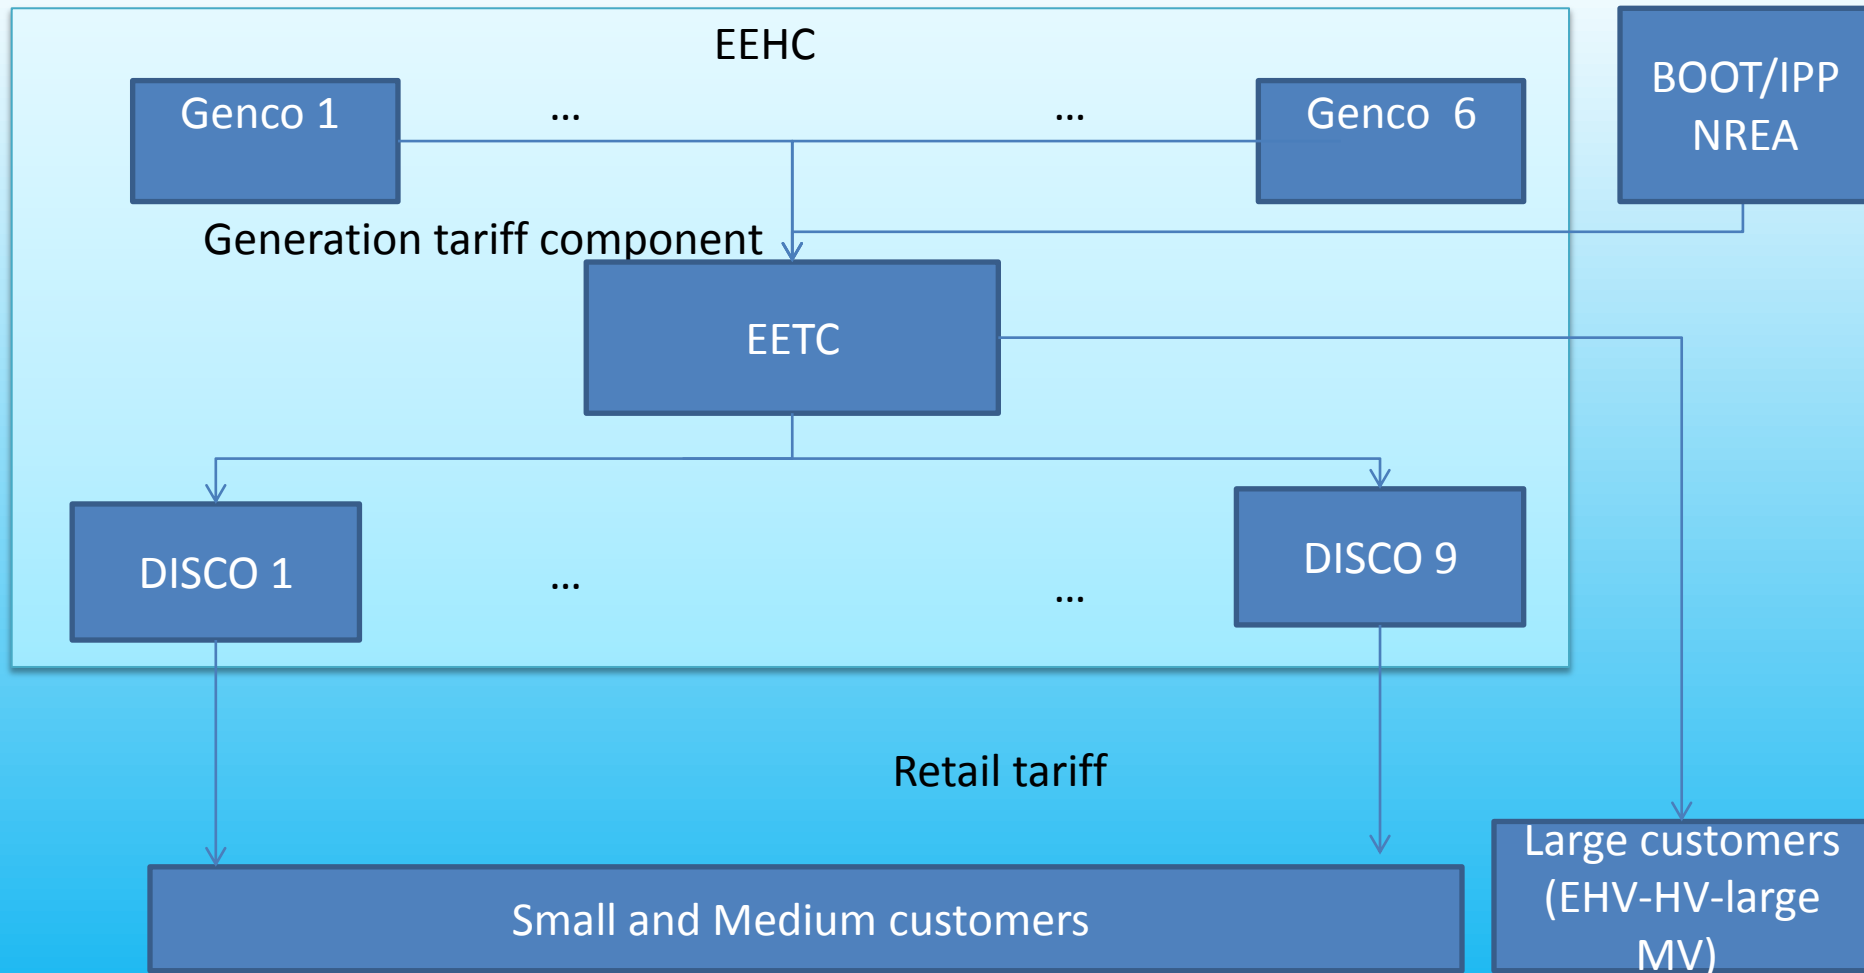 EEHC
BOOT/IPP
NREA
Genco 1
...
...
Genco  6
Generation tariff component
EETC
DISCO 1
...
...
DISCO 9
Retail tariff
Large customers
(EHV-HV-large
MV)
Small and Medium customers